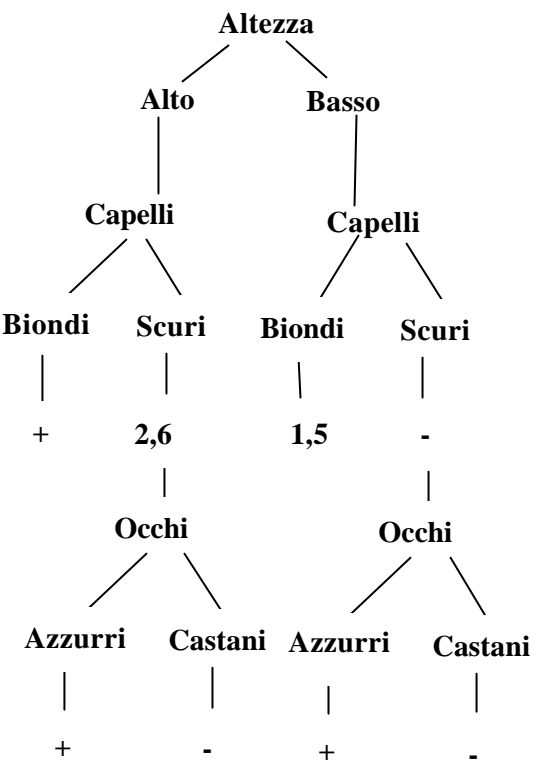 Altezza
Alto Basso
Capelli Capelli
Biondi Scuri Biondi Scuri
+ 2,6 1,5 -
Occhi Occhi
Azzurri Castani Azzurri Castani
+ - + -